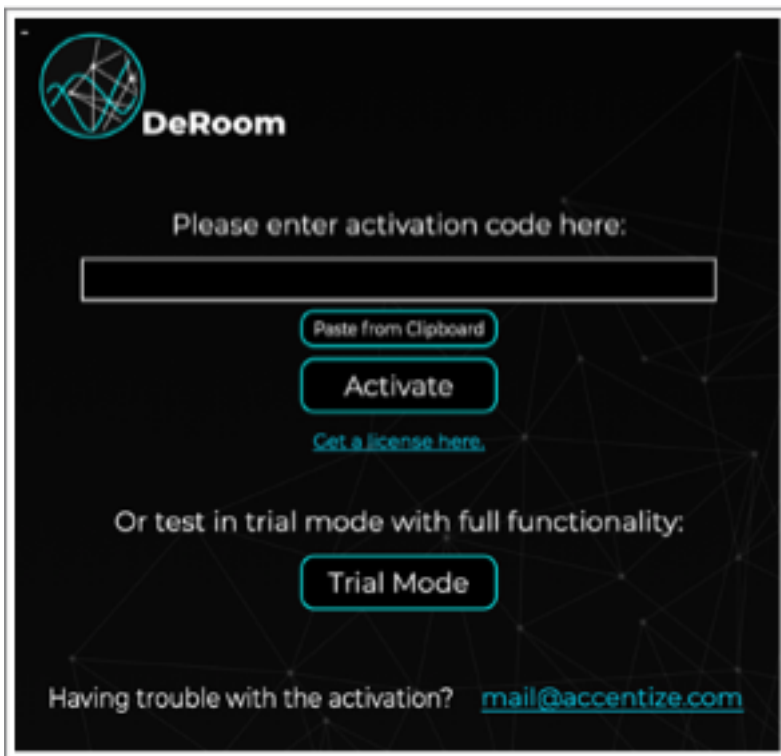 DeRoom
Please enter activation code here:
Paste from Clipboard
Activate
Get a license here.
Or test in trial mode with full functionality:
Trial Mode
Having trouble with the activation? mail@accentize.com